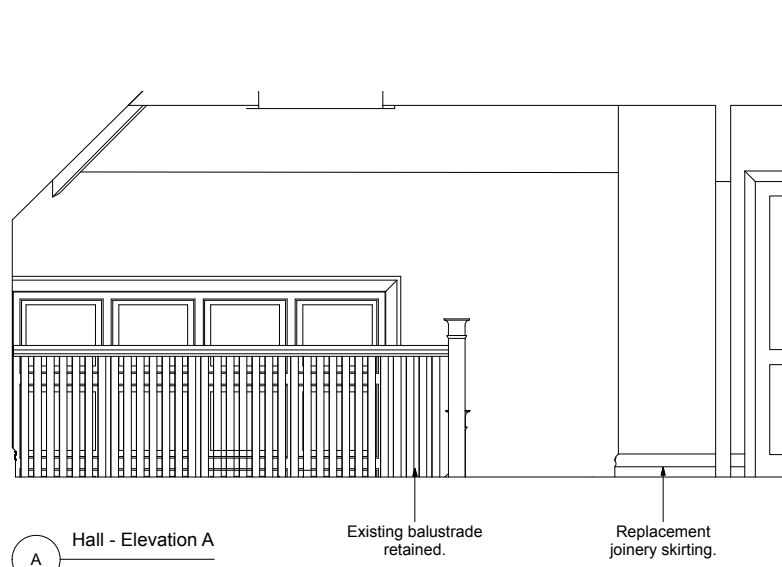 Existing balustrade
retained.
Replacement
joinery skirting.
Hall - Elevation A
A